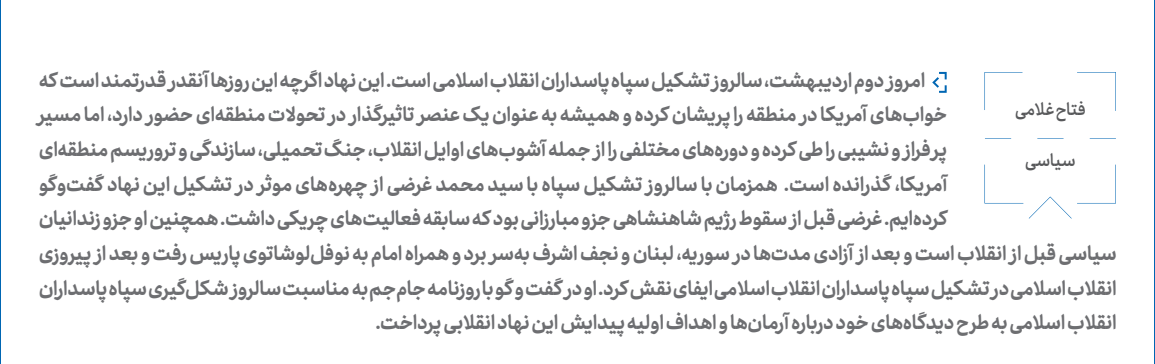 فتاح غلامی
سیاسی
امروز دوم اردیبهشت، سالروز تشکیل سپاه پاسداران انقلاب اسلامی است. این نهاد اگرچه این روزها آنقدر قدرتمند است که
خواب‌های آمریکا در منطقه را پریشان کرده و همیشه به عنوان یک عنصر تاثیرگذار در تحولات منطقه‌ای حضور دارد، اما مسیر
پر فراز و نشیبی را طی کرده و دوره‌های مختلفی را از جمله آشوب‌های اوایل انقلاب، جنگ تحمیلی، سازندگی و تروریسم منطقه‌ای
آمریکا، گذرانده است. همزمان با سالروز تشکیل سپاه با سید محمد غرضی از چهره‌های موثر در تشکیل این نهاد گفت‌وگو
کرده‌ایم. غرضی قبل از سقوط رژیم شاهنشاهی جزو مبارزانی بود که سابقه فعالیت‌های چریکی داشت. همچنین او جزو زندانیان
سیاسی قبل از انقلاب است و بعد از آزادی مدت‌ها در سوریه، لبنان و نجف اشرف به‌سر برد و همراه امام به نوفل‌لوشاتوی پاریس رفت و بعد از پیروزی
انقلاب اسلامی در تشکیل سپاه پاسداران انقلاب اسلامی ایفای نقش کرد. او در گفت و گو با روزنامه جام‌جم به مناسبت سالروز شکل‌گیری سپاه پاسداران
انقلاب اسلامی به طرح دیدگاه‌های خود درباره آرمان‌ها و اهداف اولیه پیدایش این نهاد انقلابی پرداخت.